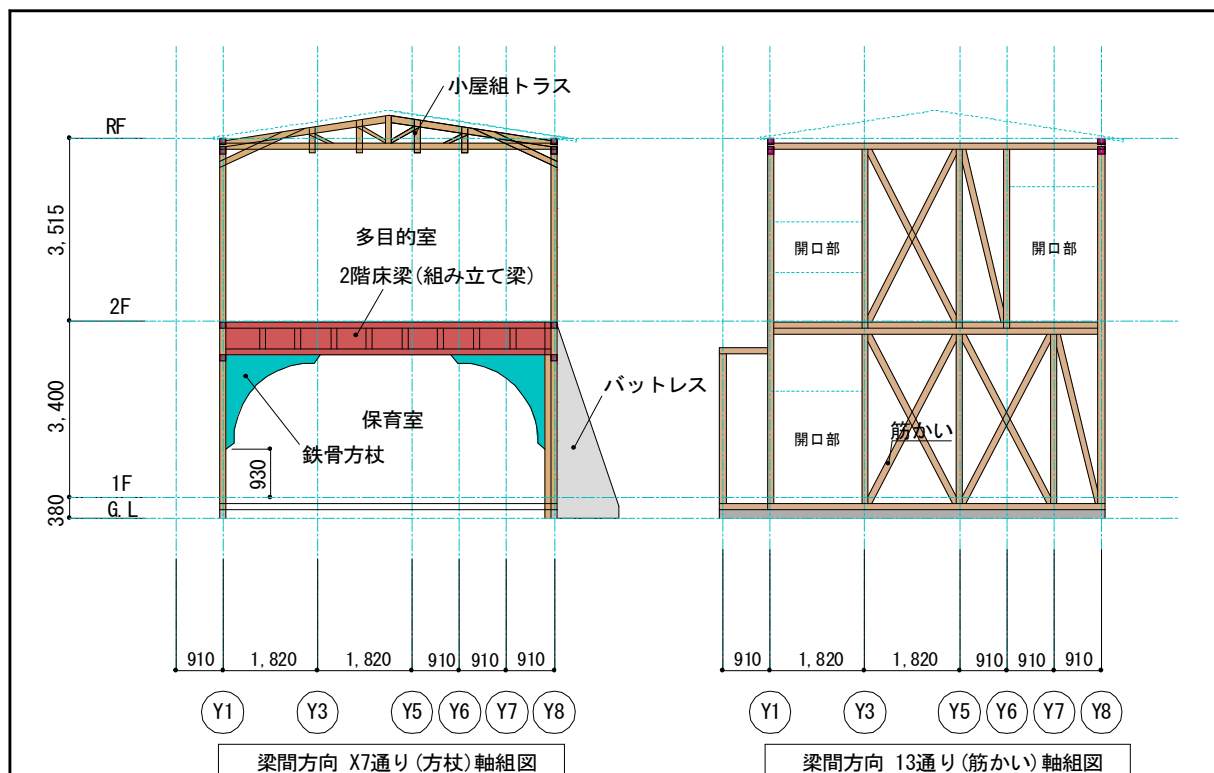 小屋組トラス
RF
3,515
多目的室
2階床梁(組み立て梁)
開口部
開口部
2F
バットレス
3,400
保育室
鉄骨方杖
930
開口部
筋かい
1F
G.L
380
910 1,820 1,820 910 910 910
910 1,820 1,820 910 910 910
Y1 Y3 Y5 Y6 Y7 Y8
Y1 Y3 Y5 Y6 Y7 Y8
梁間方向 X7通り(方杖)軸組図
梁間方向 13通り(筋かい)軸組図